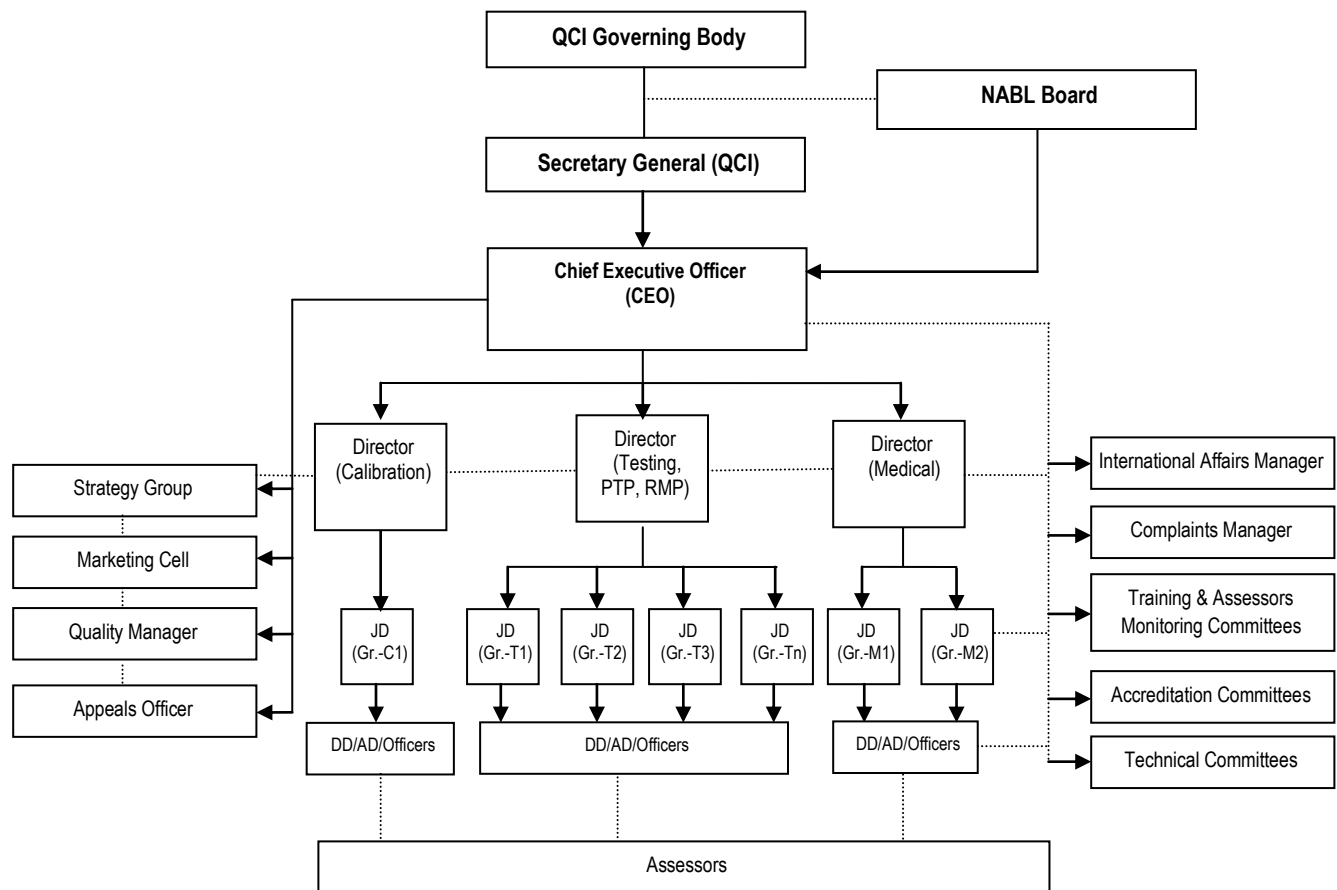 QCI Governing Body
NABL Board
Secretary General (QCI)
Chief Executive Officer
(CEO)
Director
(Calibration)
Director
(Testing,
PTP, RMP)
Director
(Medical)
Strategy Group
Marketing Cell
Quality Manager
Appeals Officer
International Affairs Manager
Complaints Manager
Training & Assessors
Monitoring Committees
Accreditation Committees
Technical Committees
JD
(Gr.-C1)
JD
(Gr.-T1)
JD
(Gr.-T2)
JD
(Gr.-T3)
JD
(Gr.-Tn)
JD
(Gr.-M1)
JD
(Gr.-M2)
DD/AD/Officers
DD/AD/Officers
DD/AD/Officers
Assessors